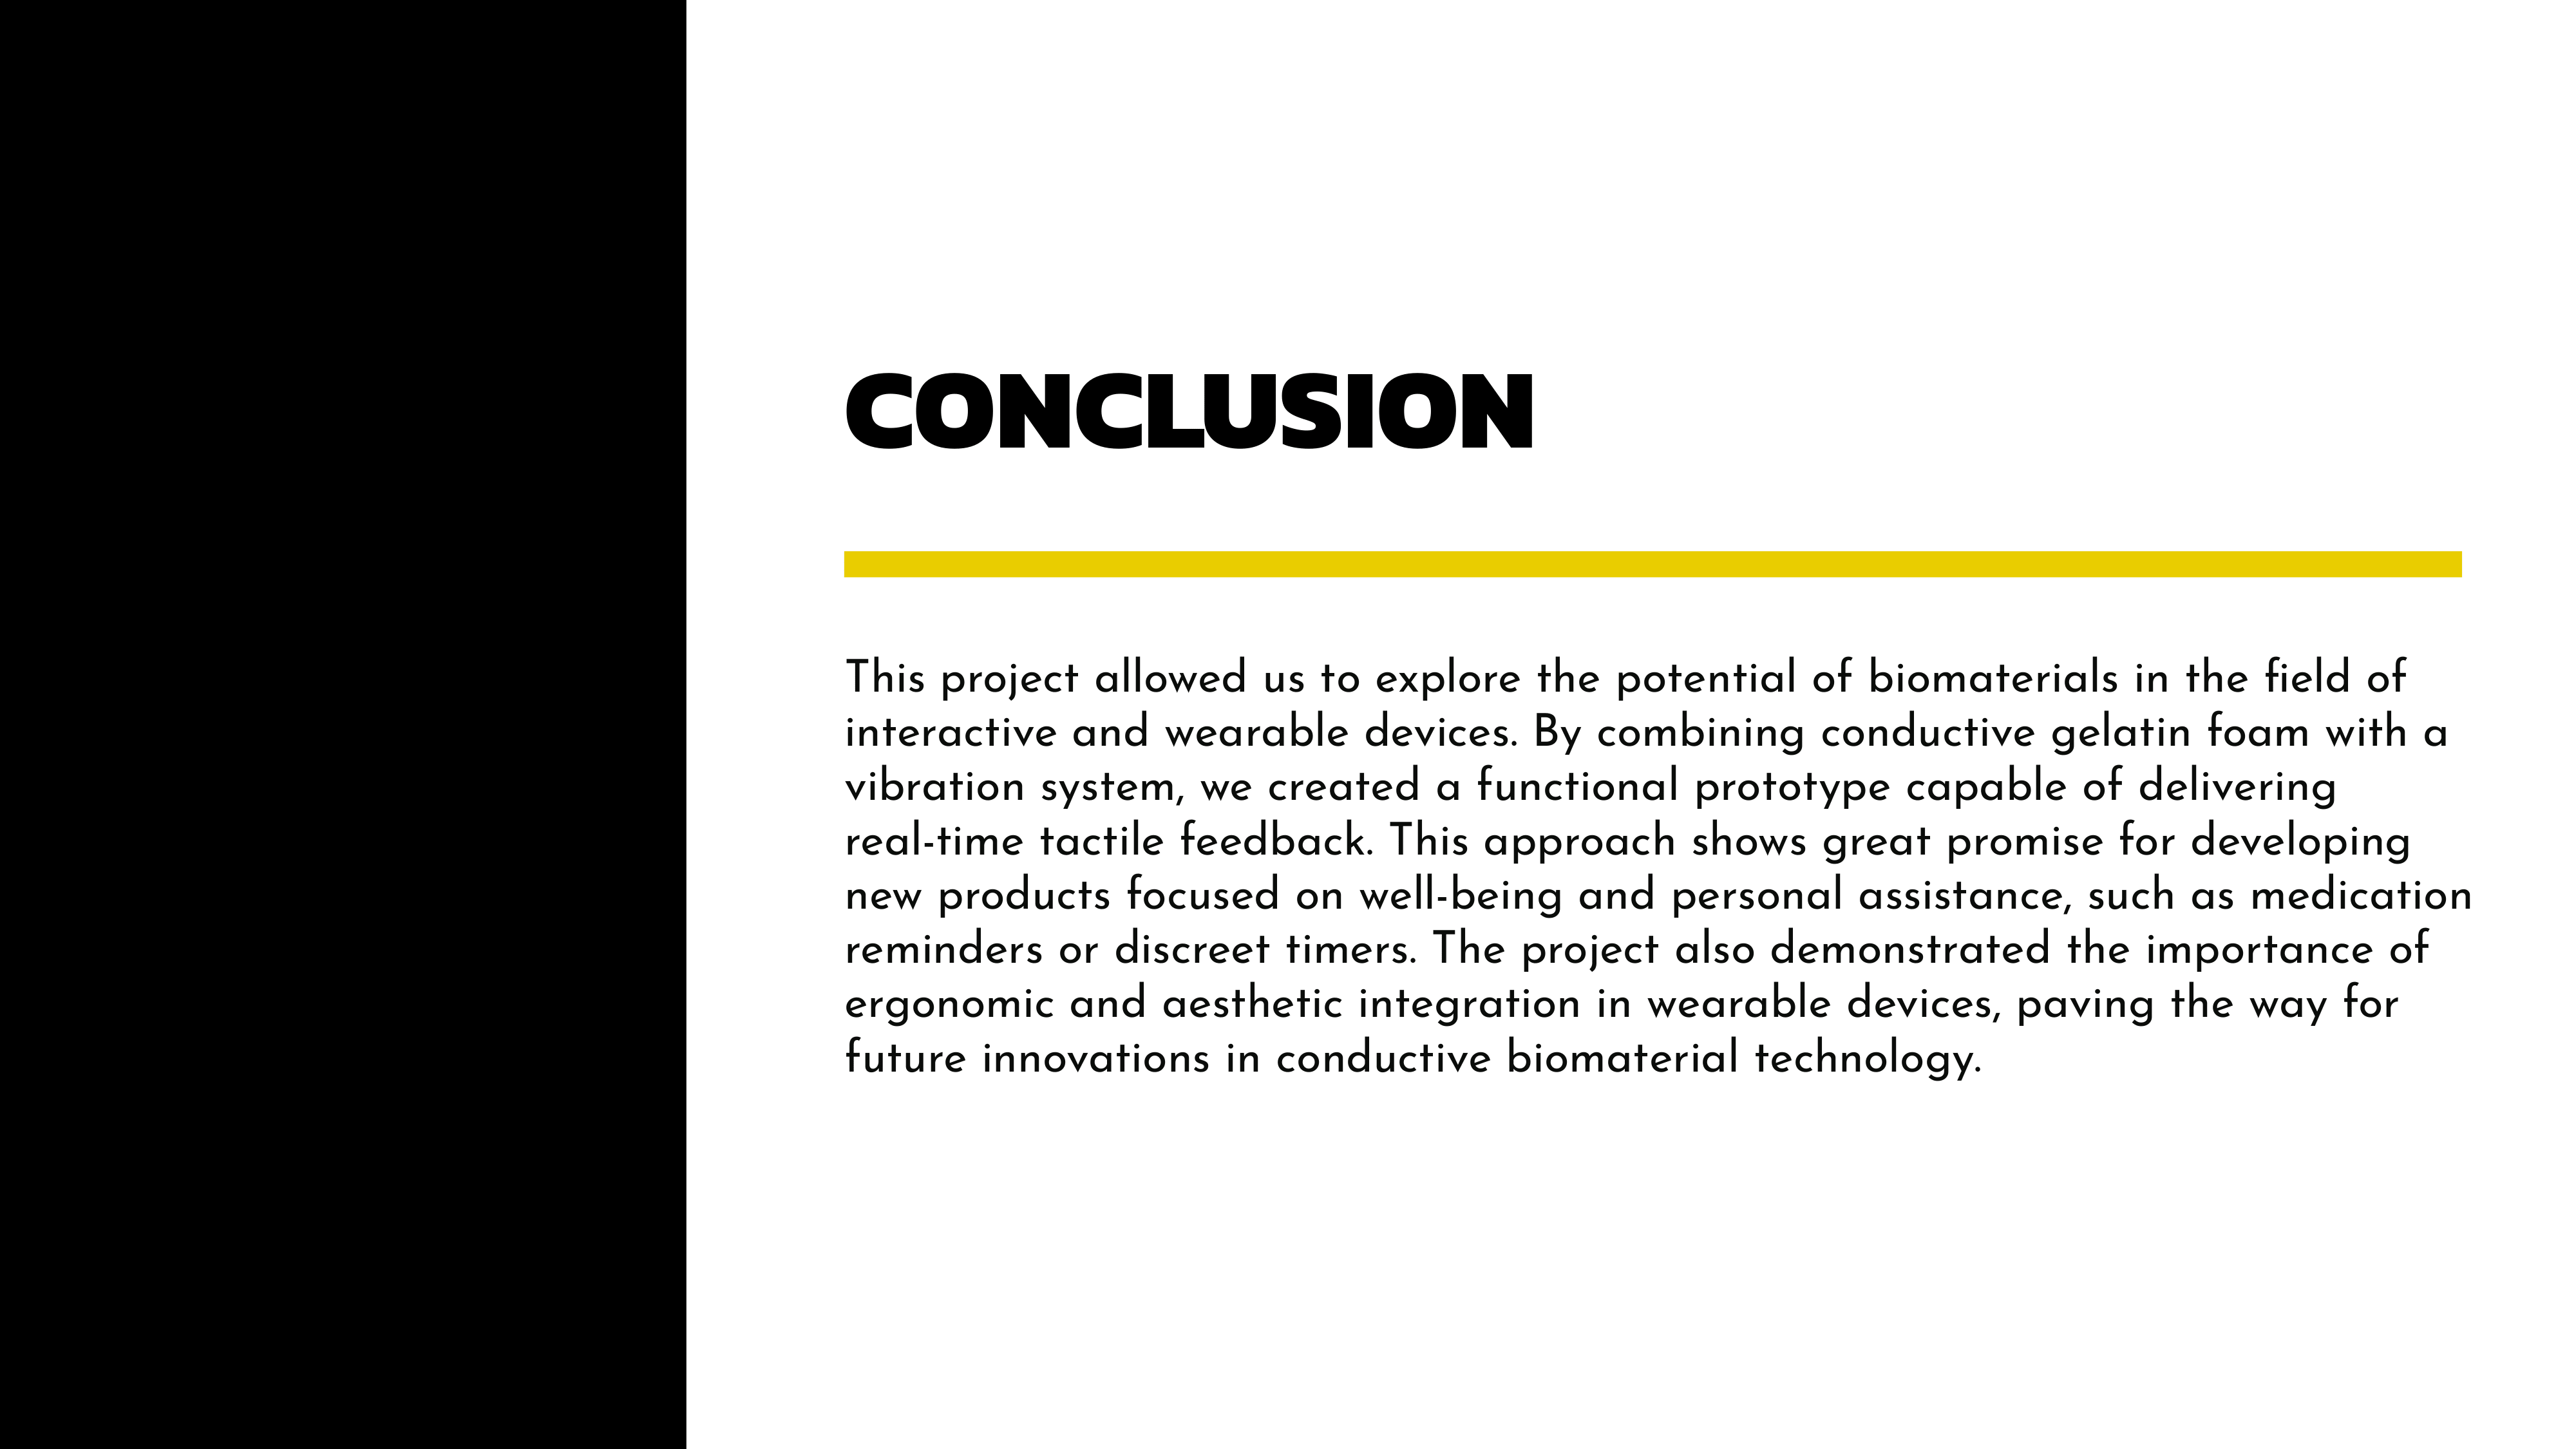 CONCLUSION
This project allowed us to explore the potential of biomaterials in the field of
interactive and wearable devices. By combining conductive gelatin foam with a
vibration system, we created a functional prototype capable of delivering
real-time tactile feedback. This approach shows great promise for developing
new products focused on well-being and personal assistance, such as medication
reminders or discreet timers. The project also demonstrated the importance of
ergonomic and aesthetic integration in wearable devices, paving the way for
future innovations in conductive biomaterial technology.